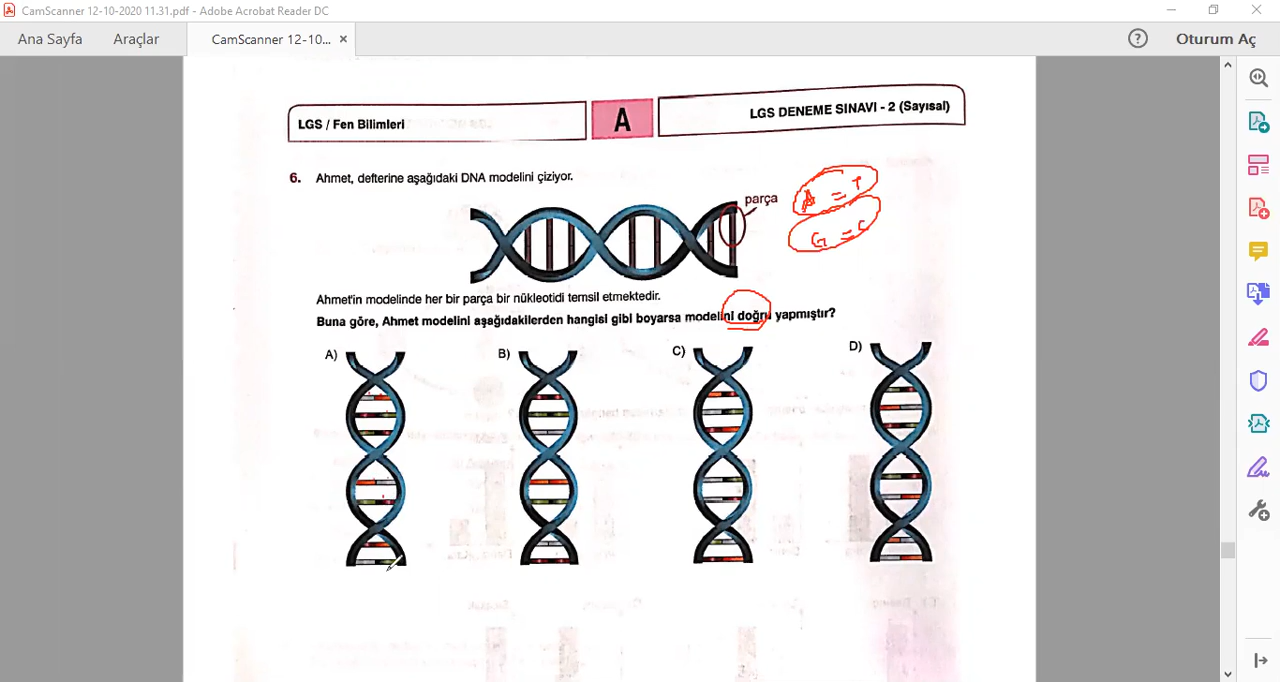 CamScanner 12-10-2020 11.31.pdf - Adobe Acrobat Reader DC
Ana Sayfa
Araçlar
CamScanner 12-10...
Oturum Aç
LGS / Fen Bilimleri
A
LGS DENEME SINAVI - 2 (Sayısal)
6. Ahmet, defterine aşağıdaki DNA modelini çiziyor.
parça
A = T
G = C
Ahmet'in modelinde her bir parça bir nükleotidi temsil etmektedir.
Buna göre, Ahmet modelini aşağıdakilerden hangisi gibi boyarsa modelini doğru yapmıştır?
A)
B)
C)
D)